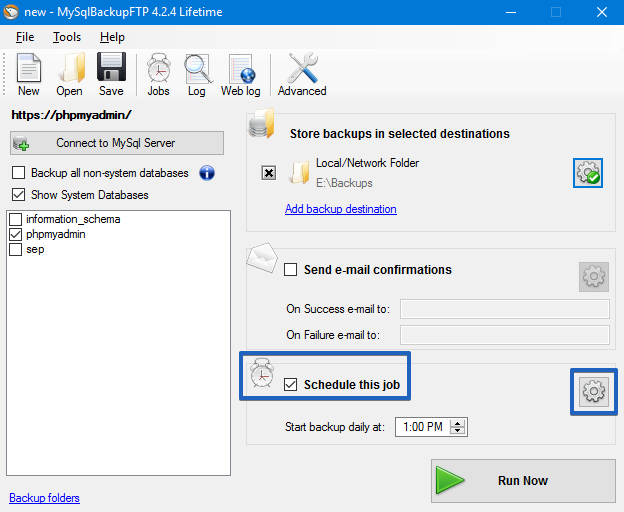 new - MySqlBackupFTP 4.2.4 Lifetime
File Tools Help
New Open Save Jobs Log Web log Advanced
https://phpmyadmin/
Connect to MySql Server
Backup all non-system databases
Show System Databases
information_schema
phpmyadmin
sep
Backup folders
Store backups in selected destinations
Local/Network Folder
E:\Backups
Add backup destination
Send e-mail confirmations
On Success e-mail to:
On Failure e-mail to:
Schedule this job
Start backup daily at: 1:00 PM
Run Now